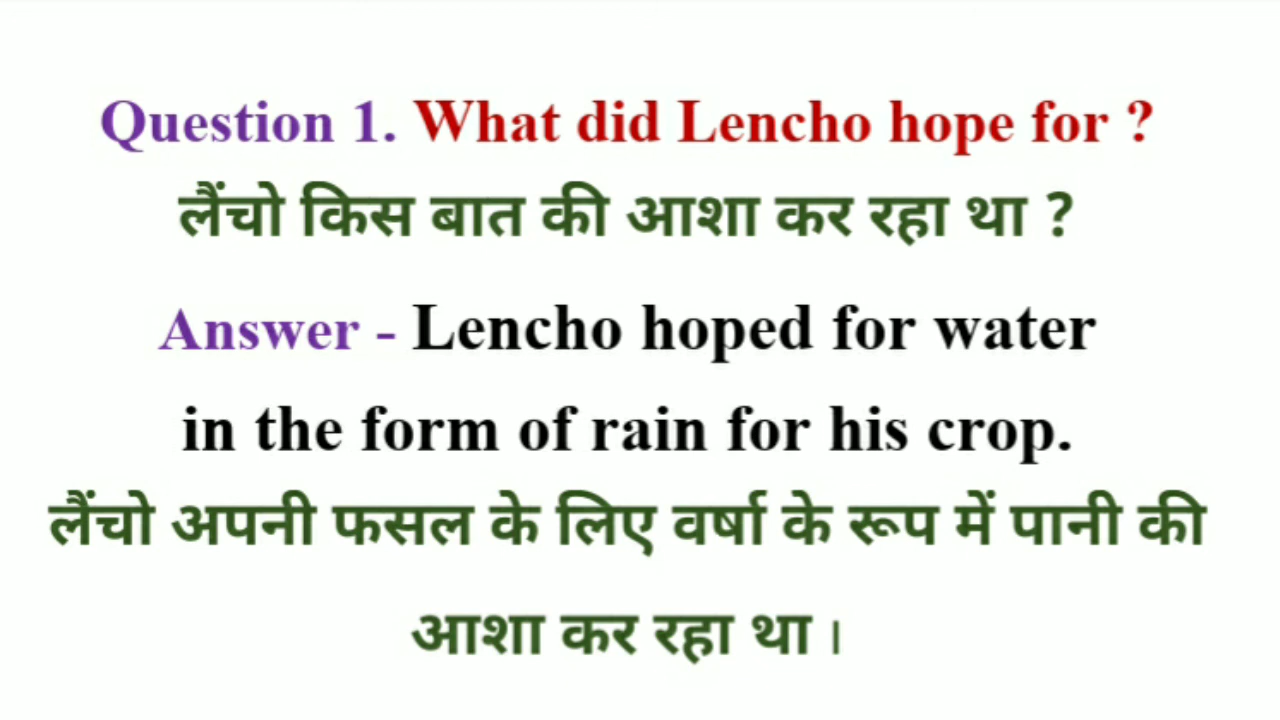 Question 1. What did Lencho hope for ?
लैंचो किस बात की आशा कर रहा था ?
Answer - Lencho hoped for water
in the form of rain for his crop.
लैंचो अपनी फसल के लिए वर्षा के रूप में पानी की
आशा कर रहा था ।